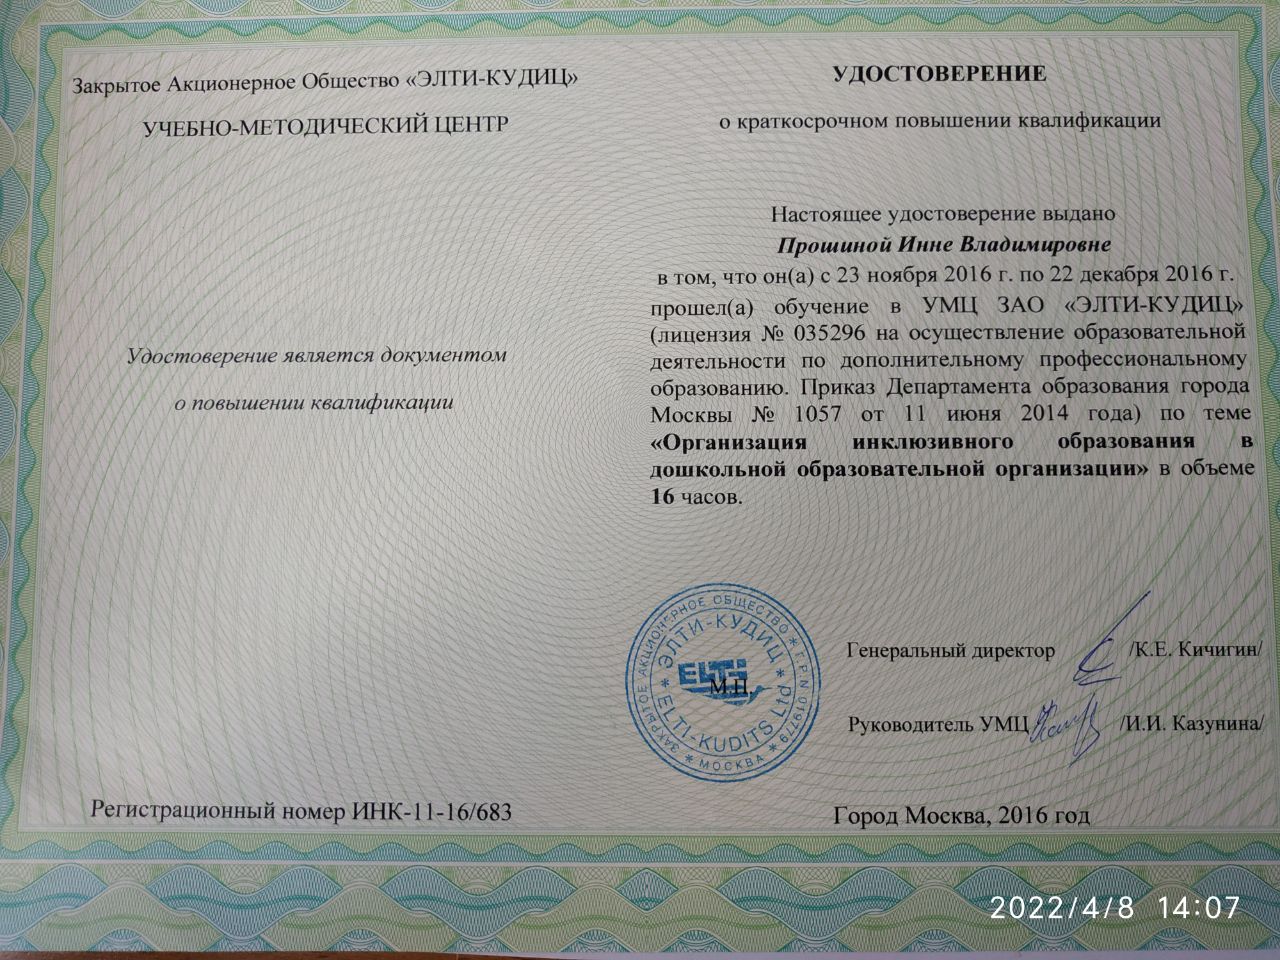 Закрытое Акционерное Общество «ЭЛТИ-КУДИЦ»
УЧЕБНО-МЕТОДИЧЕСКИЙ ЦЕНТР
Удостоверение является документом
о повышении квалификации
Регистрационный номер ИНК-11-16/683
УДОСТОВЕРЕНИЕ
о краткосрочном повышении квалификации
Настоящее удостоверение выдано
Прошиной Инне Владимировне
в том, что он(а) с 23 ноября 2016 г. по 22 декабря 2016 г.
прошел(а) обучение в УМЦ ЗАО «ЭЛТИ-КУДИЦ»
(лицензия № 035296 на осуществление образовательной
деятельности по дополнительному профессиональному
образованию. Приказ Департамента образования города
Москвы № 1057 от 11 июня 2014 года) по теме
«Организация инклюзивного образования в
дошкольной образовательной организации» в объеме
16 часов.
ЗАКРЫТОЕ АКЦИОНЕРНОЕ ОБЩЕСТВО * Г.Р.N 019779 * МОСКВА *
ЭЛТИ-КУДИЦ * ELTI-KUDITS Ltd *
ELTI
М.П.
Генеральный директор /К.Е. Кичигин/
Руководитель УМЦ /И.И. Казунина/
Город Москва, 2016 год
2022/4/8 14:07